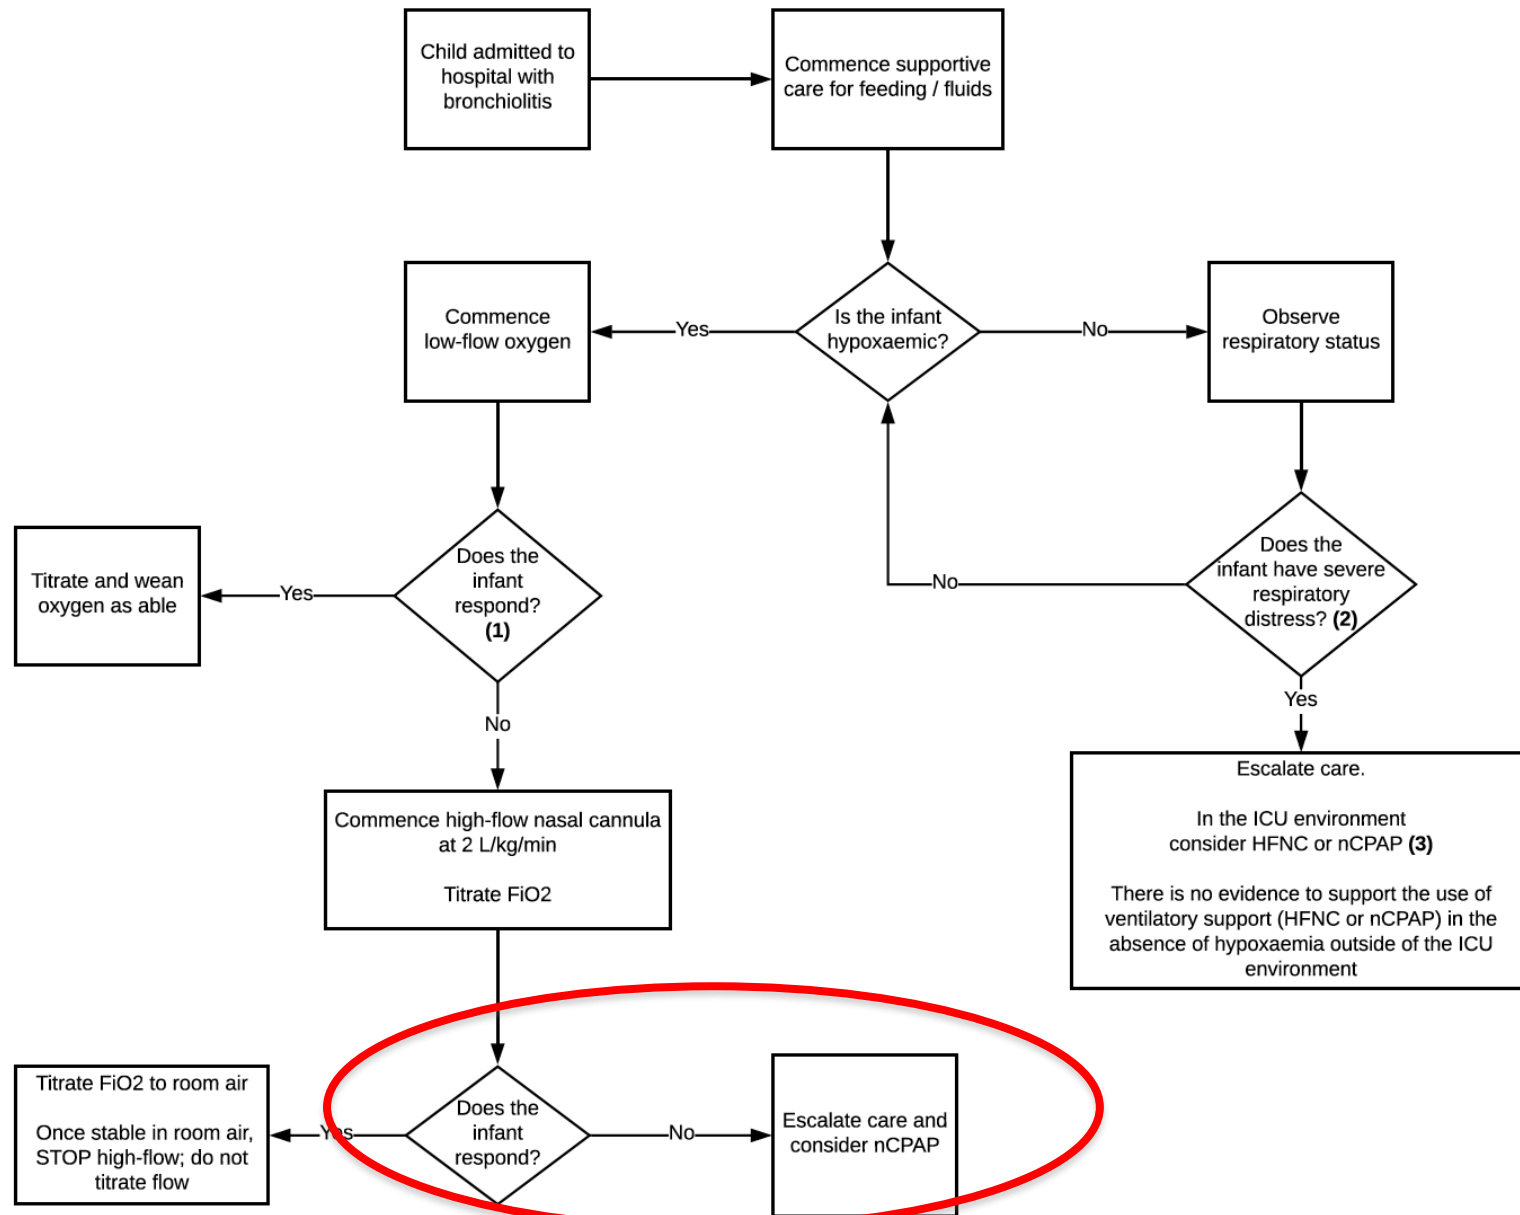 Child admitted to
hospital with
bronchiolitis
Commence supportive
care for feeding / fluids
Commence
low-flow oxygen
Yes
Is the infant
hypoxaemic?
No
Observe
respiratory status
Titrate and wean
oxygen as able
Yes
Does the
infant
respond?
(1)
No
Does the
infant have severe
respiratory
distress? (2)
No
Yes
Commence high-flow nasal cannula
at 2 L/kg/min
Titrate FiO2
Escalate care.
In the ICU environment
consider HFNC or nCPAP (3)
There is no evidence to support the use of
ventilatory support (HFNC or nCPAP) in the
absence of hypoxaemia outside of the ICU
environment
Titrate FiO2 to room air
Once stable in room air,
STOP high-flow; do not
titrate flow
Yes
Does the
infant
respond?
No
Escalate care and
consider nCPAP